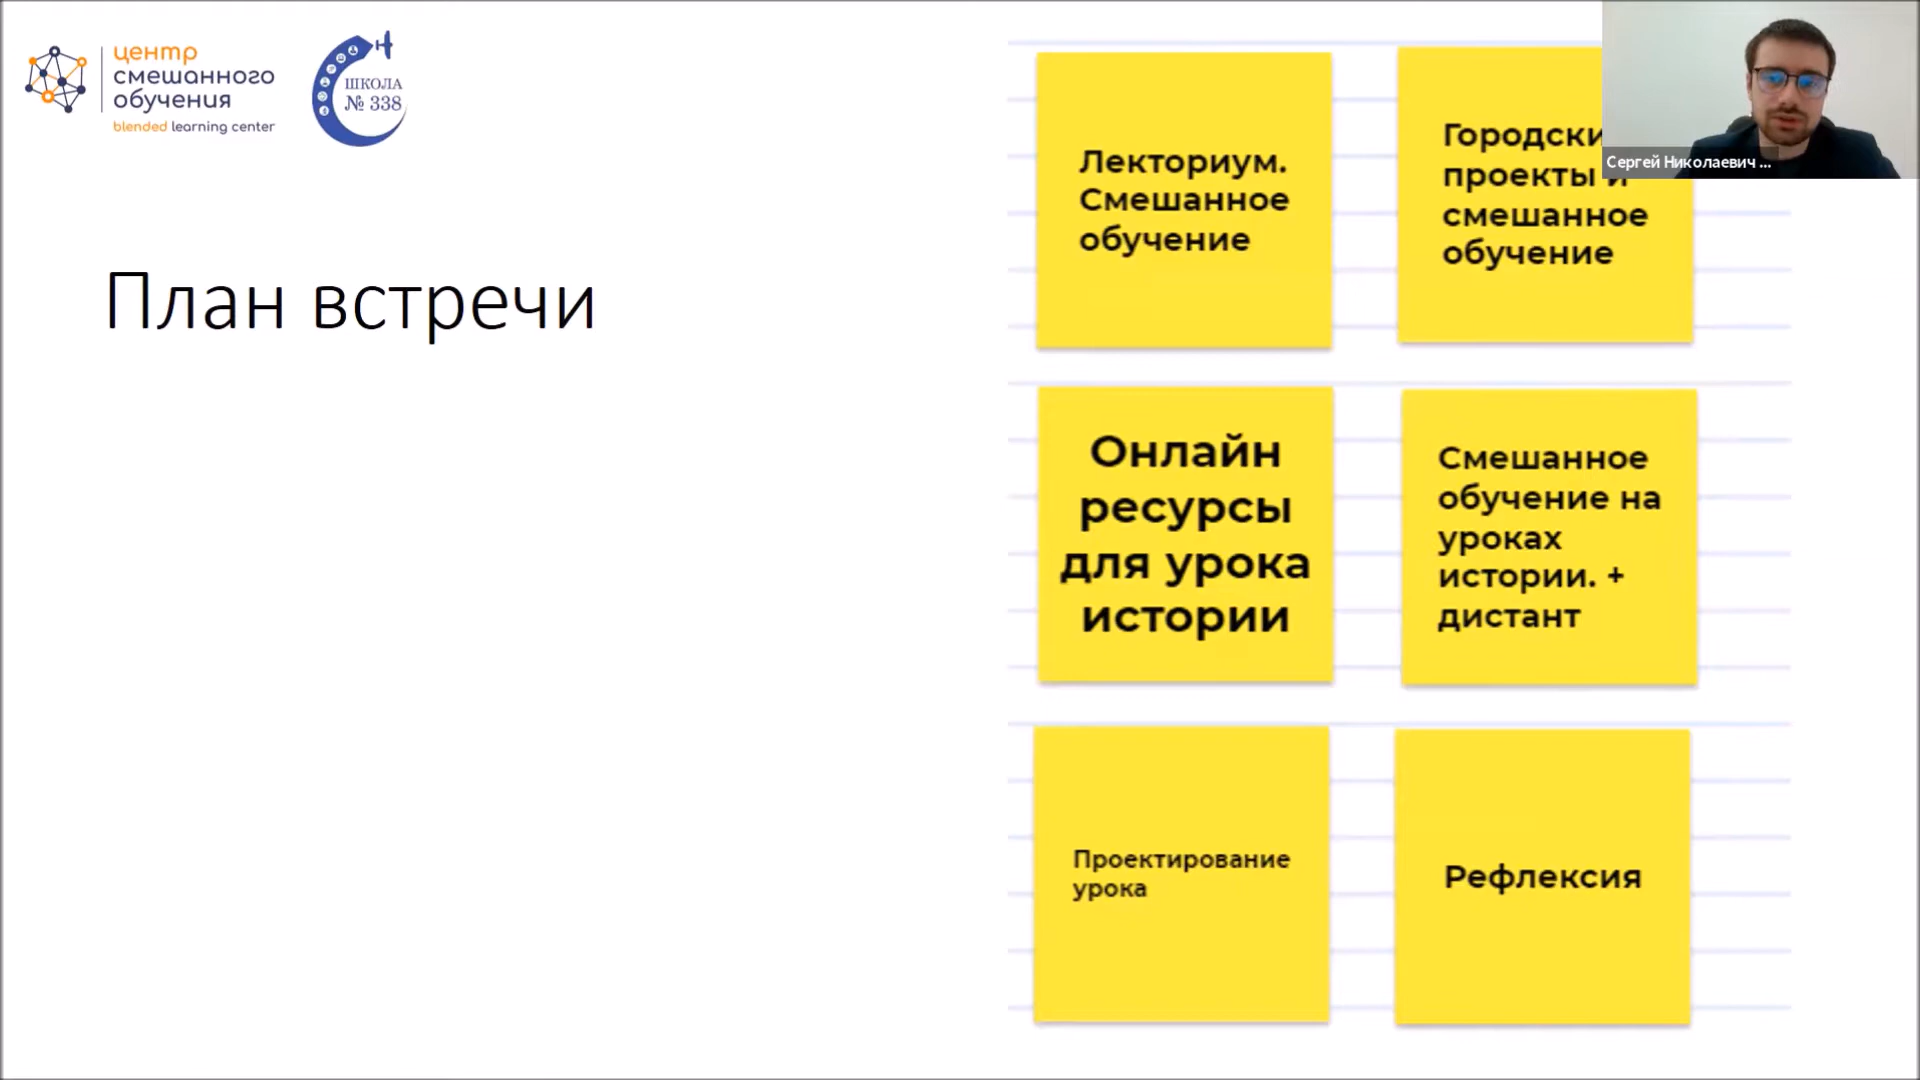 центр
смешанного
обучения
blended learning center
ШКОЛА
№ 338
План встречи
Лекториум.
Смешанное
обучение
проекты и
смешанное
обучение
Сергей Николаевич ...
Онлайн
ресурсы
для урока
истории
Смешанное
обучение на
уроках
истории. +
дистант
Проектирование
урока
Рефлексия